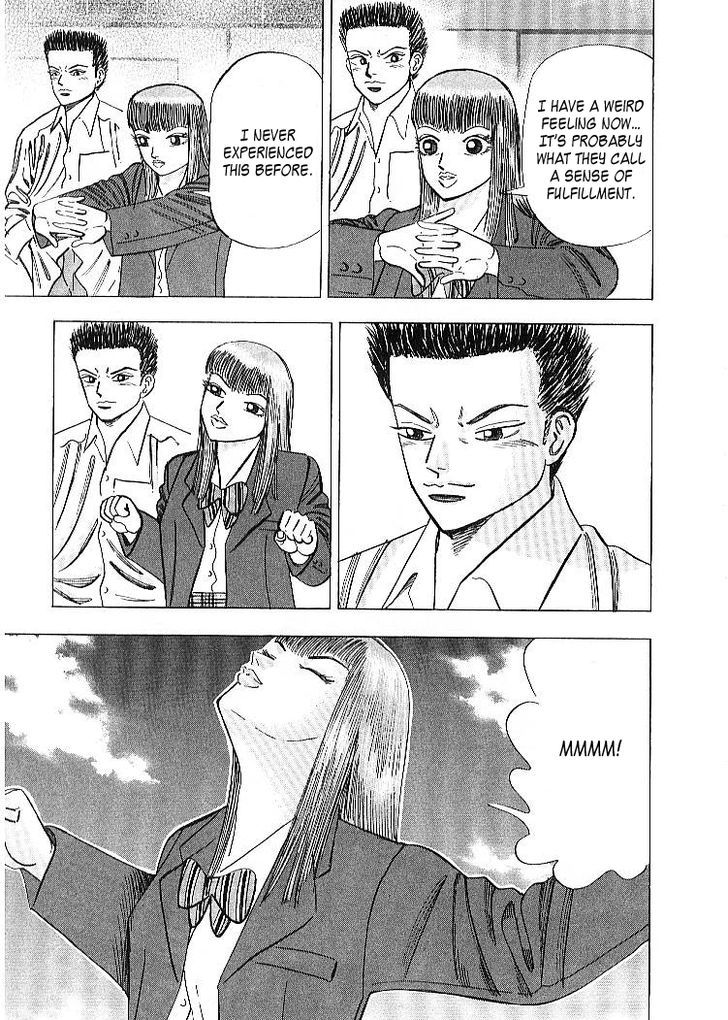 I HAVE A WEIRD
FEELING NOW...
IT'S PROBABLY
WHAT THEY CALL
A SENSE OF
FULFILLMENT.
I NEVER
EXPERIENCED
THIS BEFORE.
MMMM!